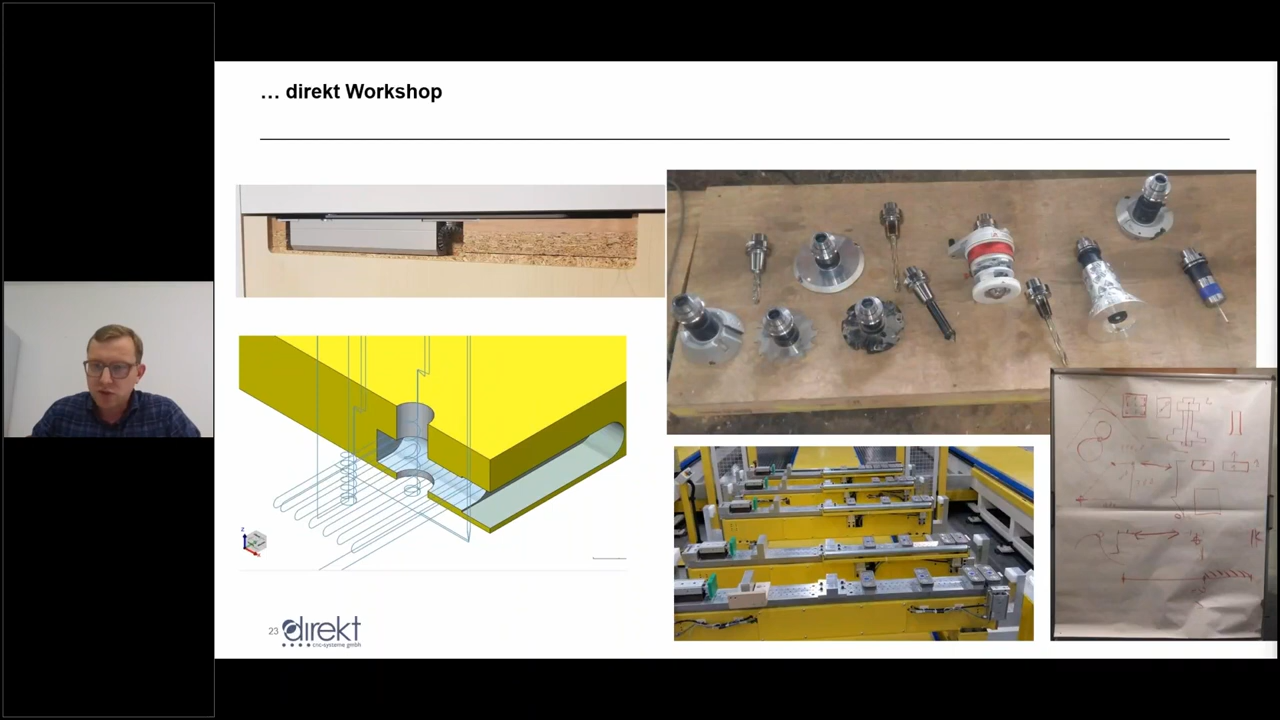 … direkt Workshop
z
23
direkt
cnc-systeme gmbh